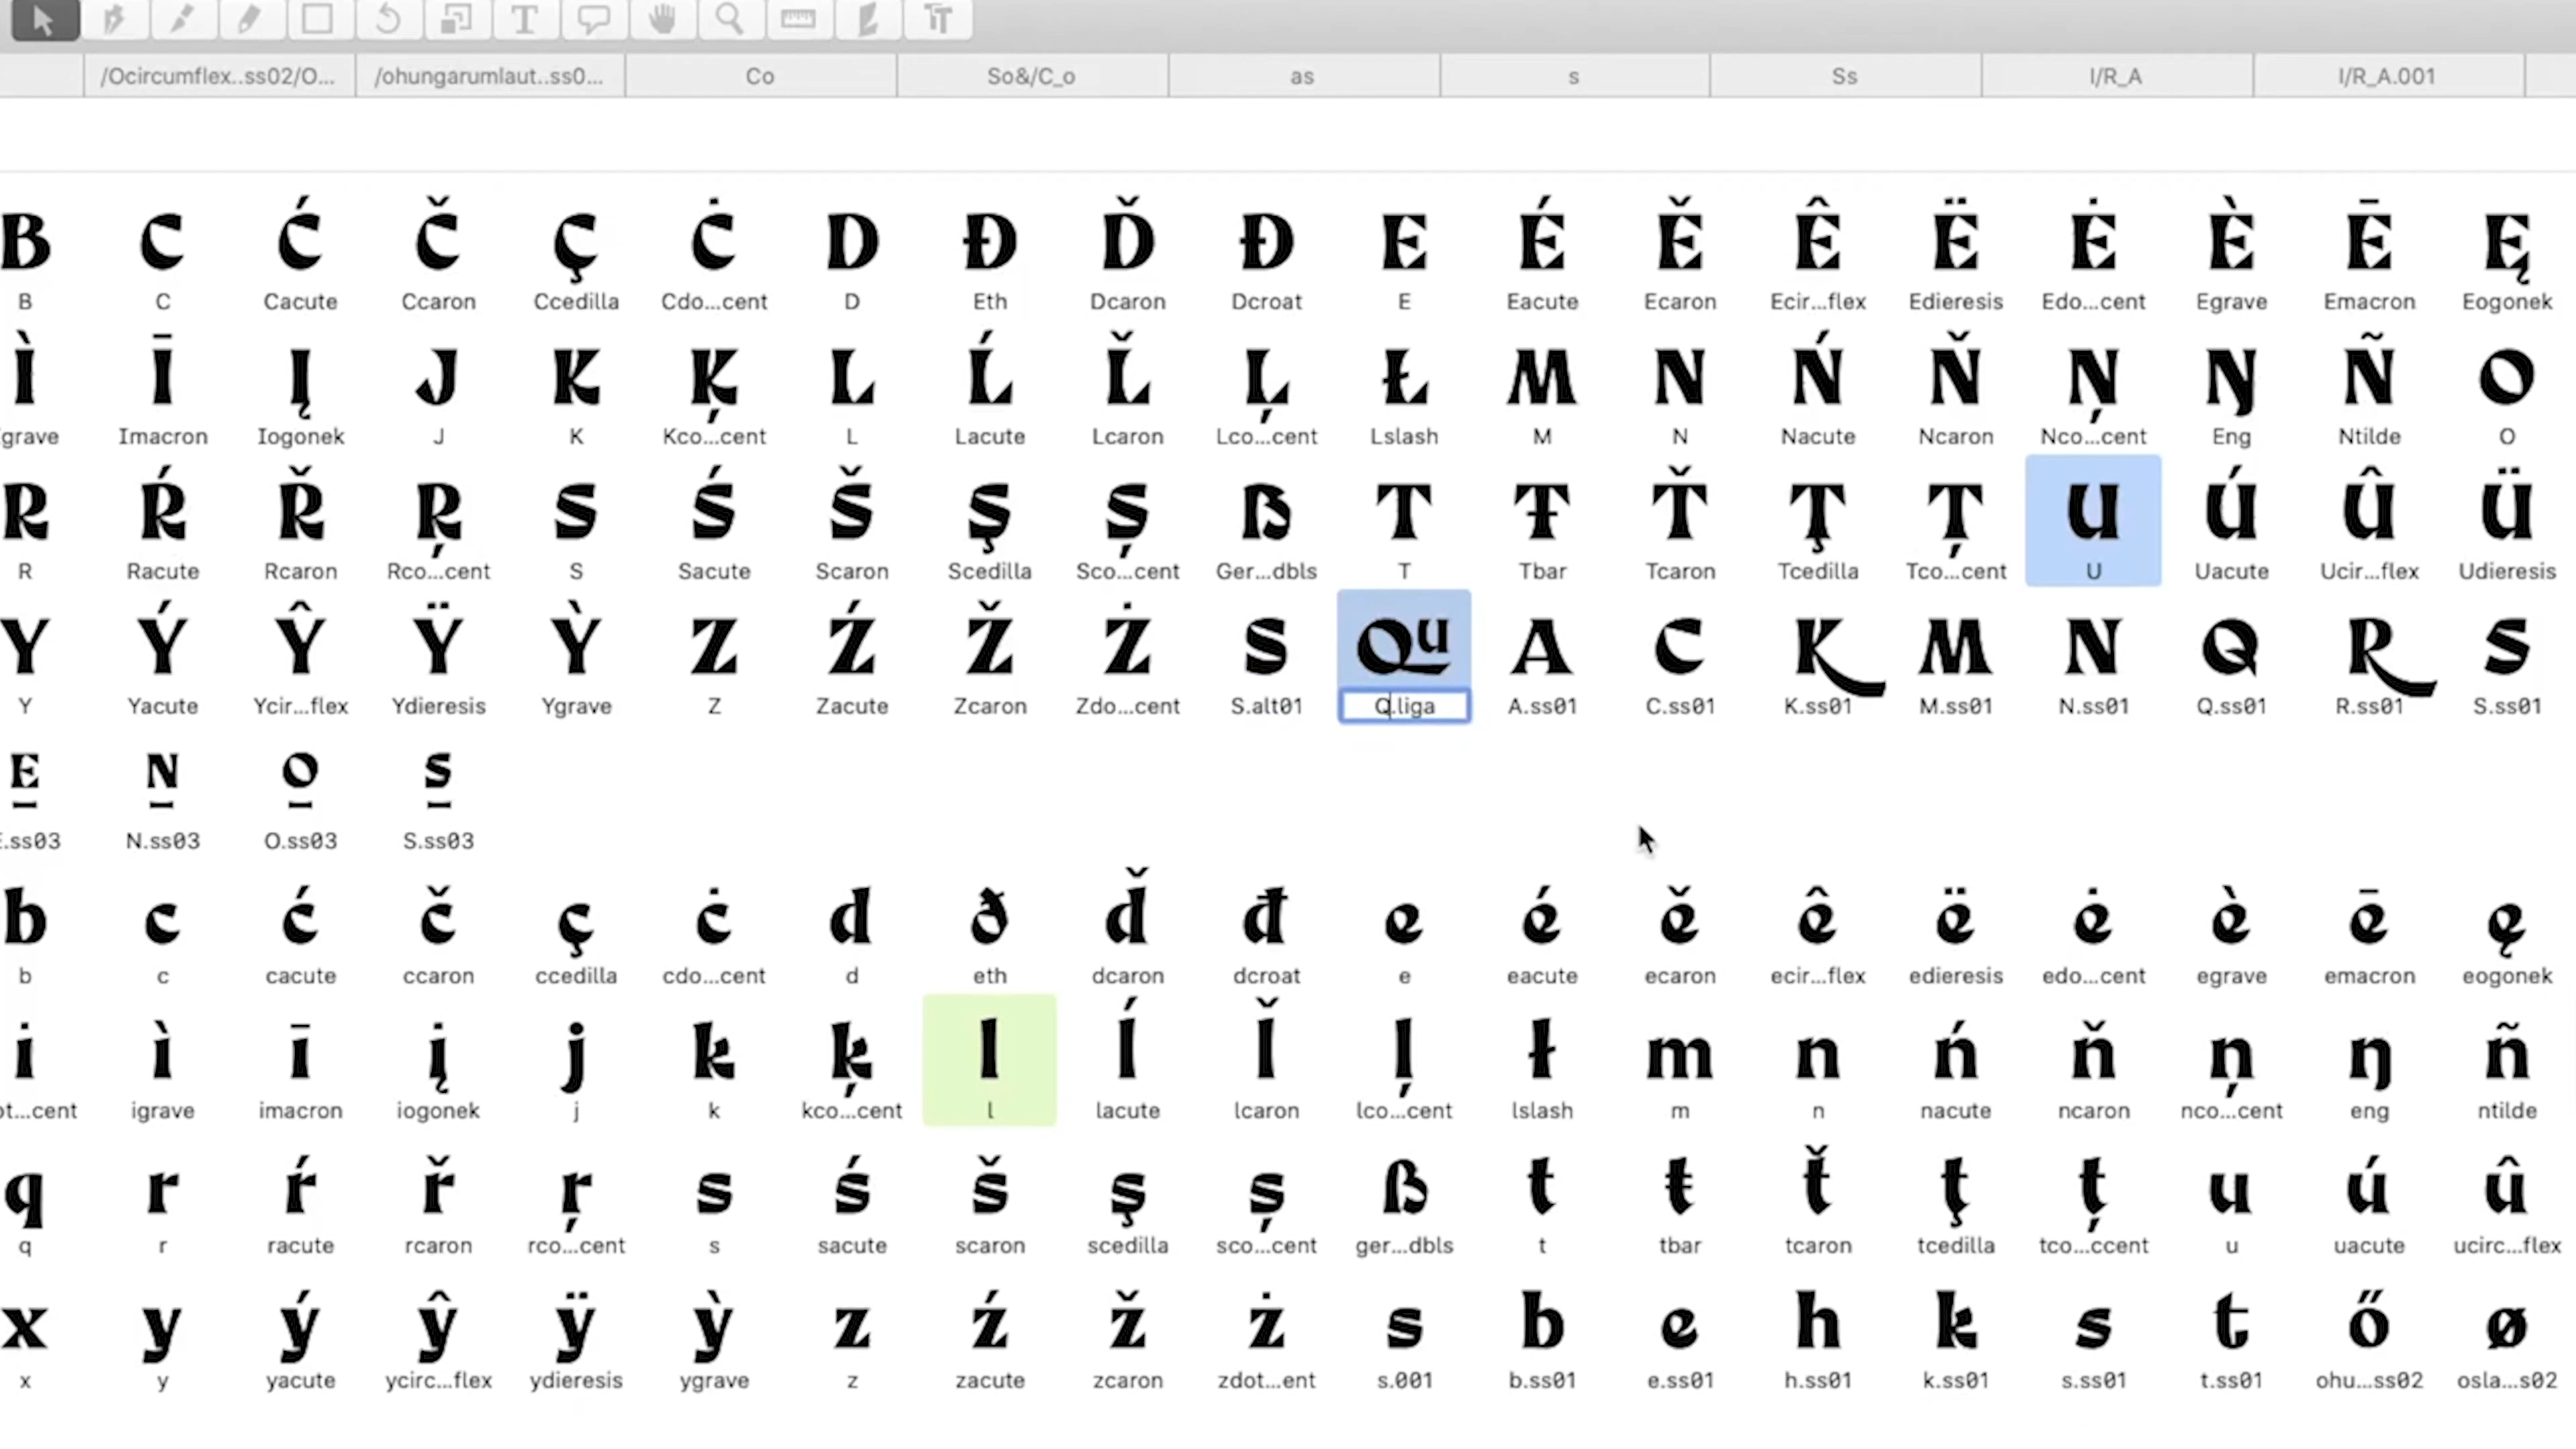 /Ocircumflex..ss02/O... /ohungarumlaut..ss0... Co So&/C_o as s Ss I/R_A I/R_A.001
B C Ć Č Ç Ċ D Đ Ď Đ E É Ě Ê Ë Ė È Ē Ę
B C Cacute Ccaron Ccedilla Cdo...cent D Eth Dcaron Dcroat E Eacute Ecaron Ecir...flex Edieresis Edo...cent Egrave Emacron Eogonek
Ì Ī Į J K Ķ L Ĺ Ľ Ļ Ł M N Ń Ň Ņ Ŋ Ñ O
grave Imacron Iogonek J K Kco...cent L Lacute Lcaron Lco...cent Lslash M N Nacute Ncaron Nco...cent Eng Ntilde O
R Ŕ Ř Ŗ S Ś Š Ş Ș ẞ T Ŧ Ť Ţ Ț U Ú Û Ü
R Racute Rcaron Rco...cent S Sacute Scaron Scedilla Sco...cent Ger...dbls T Tbar Tcaron Tcedilla Tco...cent U Uacute Ucir...flex Udieresis
Y Ý Ŷ Ÿ Ỳ Z Ź Ž Ż S Qu A C K M N Q R S
Y Yacute Ycir...flex Ydieresis Ygrave Z Zacute Zcaron Zdo...cent S.alt01 Q.liga A.ss01 C.ss01 K.ss01 M.ss01 N.ss01 Q.ss01 R.ss01 S.ss01
E N O S
E.ss03 N.ss03 O.ss03 S.ss03
b c ć č ç ċ d ð ď đ e é ě ê ë ė è ē ę
b c cacute ccaron ccedilla cdo...cent d eth dcaron dcroat e eacute ecaron ecir...flex edieresis edo...cent egrave emacron eogonek
i ì ī į j k ķ l ĺ ľ ļ ł m n ń ň ņ ŋ ñ
ot...cent igrave imacron iogonek j k kco...cent l lacute lcaron lco...cent lslash m n nacute ncaron nco...cent eng ntilde
q r ŕ ř ŗ s ś š ş ș ß t ŧ ť ţ ț u ú û
q r racute rcaron rco...cent s sacute scaron scedilla sco...cent ger...dbls t tbar tcaron tcedilla tco...ccent u uacute ucirc...flex
x y ý ŷ ÿ ỳ z ź ž ż s b e h k s t ő ø
x y yacute ycirc...flex ydieresis ygrave z zacute zcaron zdot...ent s.001 b.ss01 e.ss01 h.ss01 k.ss01 s.ss01 t.ss01 ohu...ss02 osla...s02